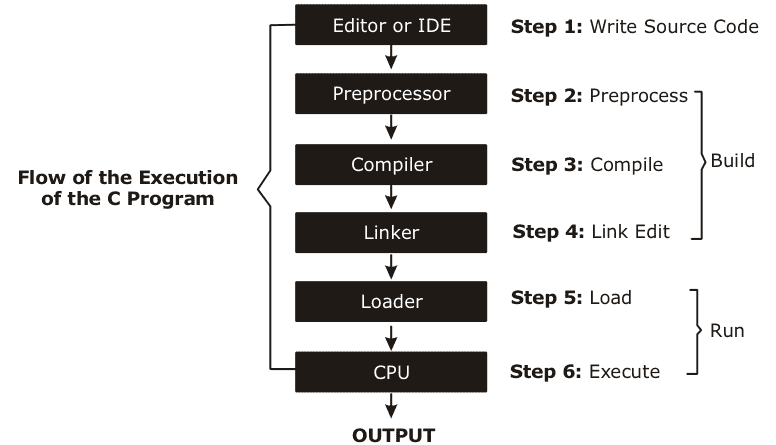 Editor or IDE Step 1: Write Source Code
Preprocessor Step 2: Preprocess
Compiler Step 3: Compile
Build
Flow of the Execution
of the C Program
Linker Step 4: Link Edit
Loader Step 5: Load
Run
CPU Step 6: Execute
OUTPUT